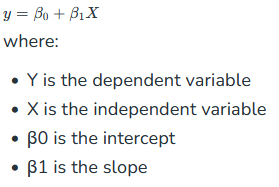 y = β₀ + β₁X
where:
• Y is the dependent variable
• X is the independent variable
• β0 is the intercept
• β1 is the slope